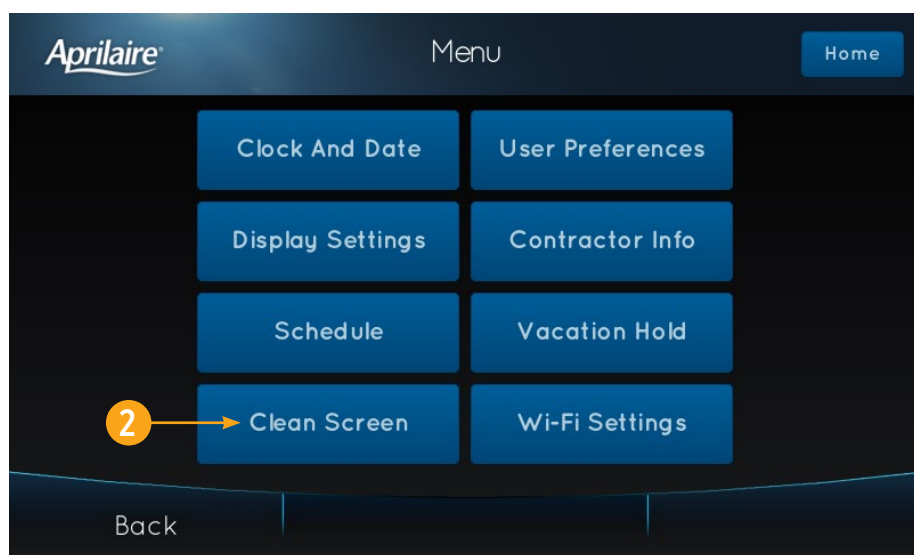 Aprilaire
Menu
Home
Clock And Date
User Preferences
Display Settings
Contractor Info
Schedule
Vacation Hold
2
Clean Screen
Wi-Fi Settings
Back